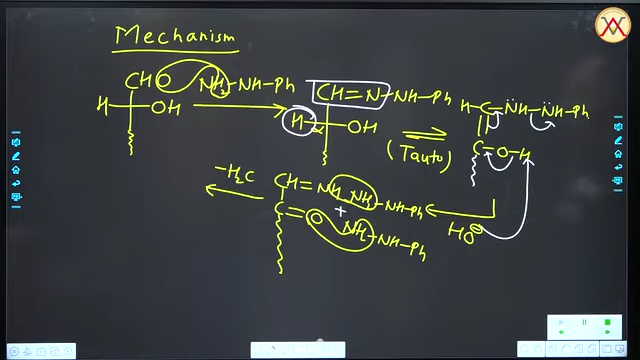 Mechanism
CHO NH2-NH-Ph
H OH
CH=N-NH-Ph
H OH
(Tauto)
H-C-NH-NH-Ph
C-O-H
HO⊖
-H2O
CH=NH NH-NH-Ph
+
C=O NH2-NH-Ph